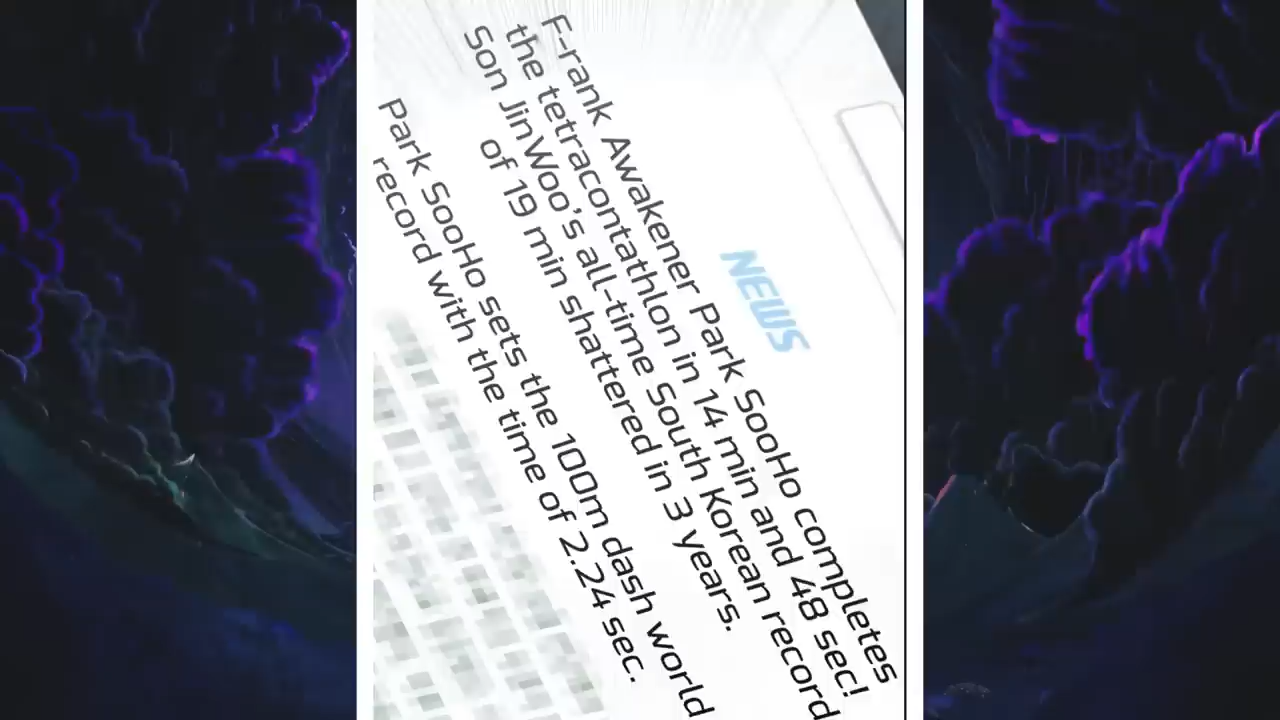 NEWS
F-rank Awakener Park SooHo completes
the tetracontathlon in 14 min and 48 sec!
Son JinWoo's all-time South Korean record
of 19 min shattered in 3 years.
Park SooHo sets the 100m dash world
record with the time of 2.24 sec.